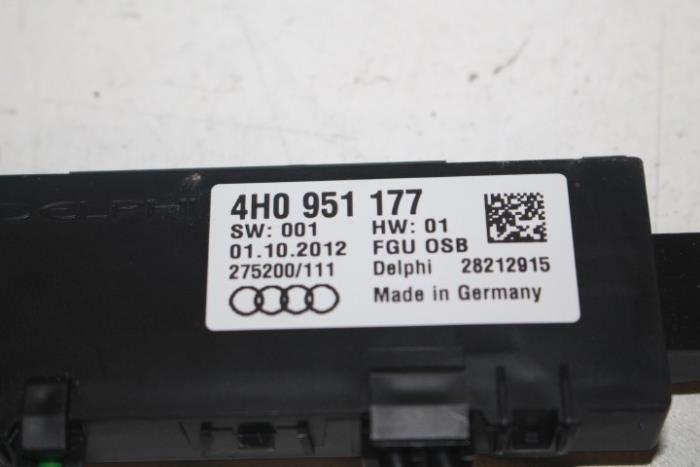 DELPHI
4H0 951 177
SW: 001 HW: 01
01.10.2012 FGU OSB
275200/111 Delphi 28212915
Made in Germany